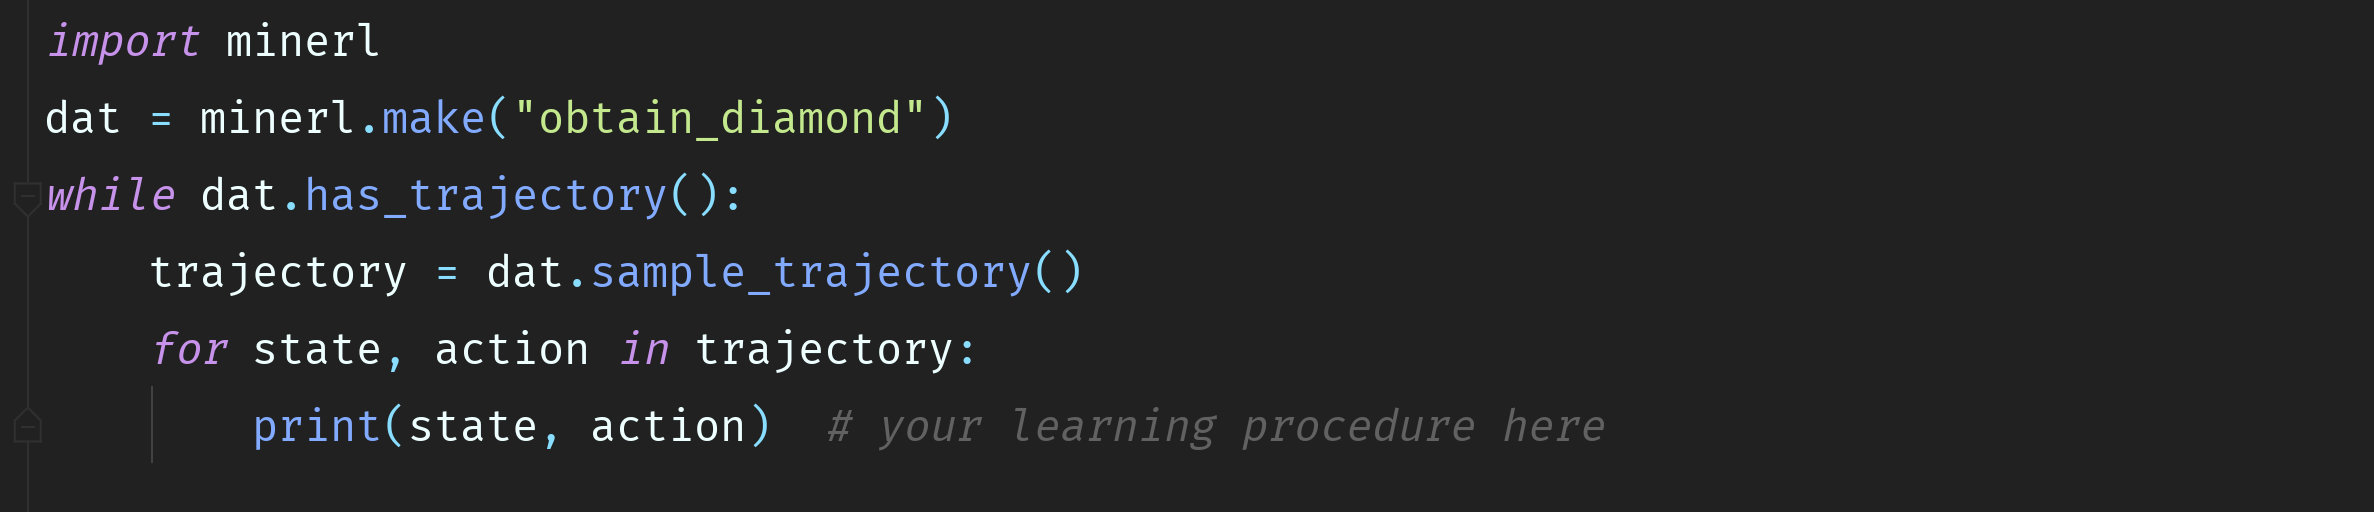 import minerl
dat = minerl.make("obtain_diamond")
while dat.has_trajectory():
    trajectory = dat.sample_trajectory()
    for state, action in trajectory:
        print(state, action)  # your learning procedure here